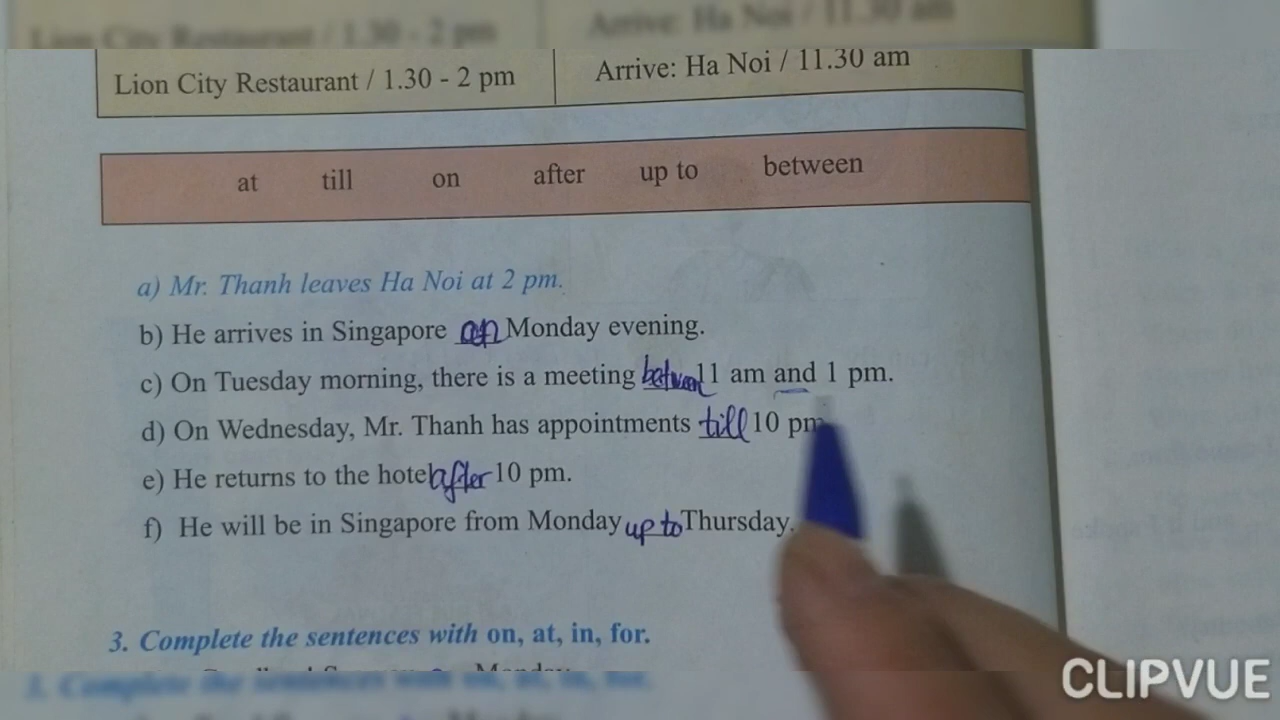 Lion City Restaurant / 1.30 - 2 pm
Arrive: Ha Noi / 11.30 am
at till on after up to between
a) Mr. Thanh leaves Ha Noi at 2 pm.
b) He arrives in Singapore on Monday evening.
c) On Tuesday morning, there is a meeting between 11 am and 1 pm.
d) On Wednesday, Mr. Thanh has appointments till 10 pm
e) He returns to the hotel after 10 pm.
f) He will be in Singapore from Monday up to Thursday.
3. Complete the sentences with on, at, in, for.
CLIPVUE